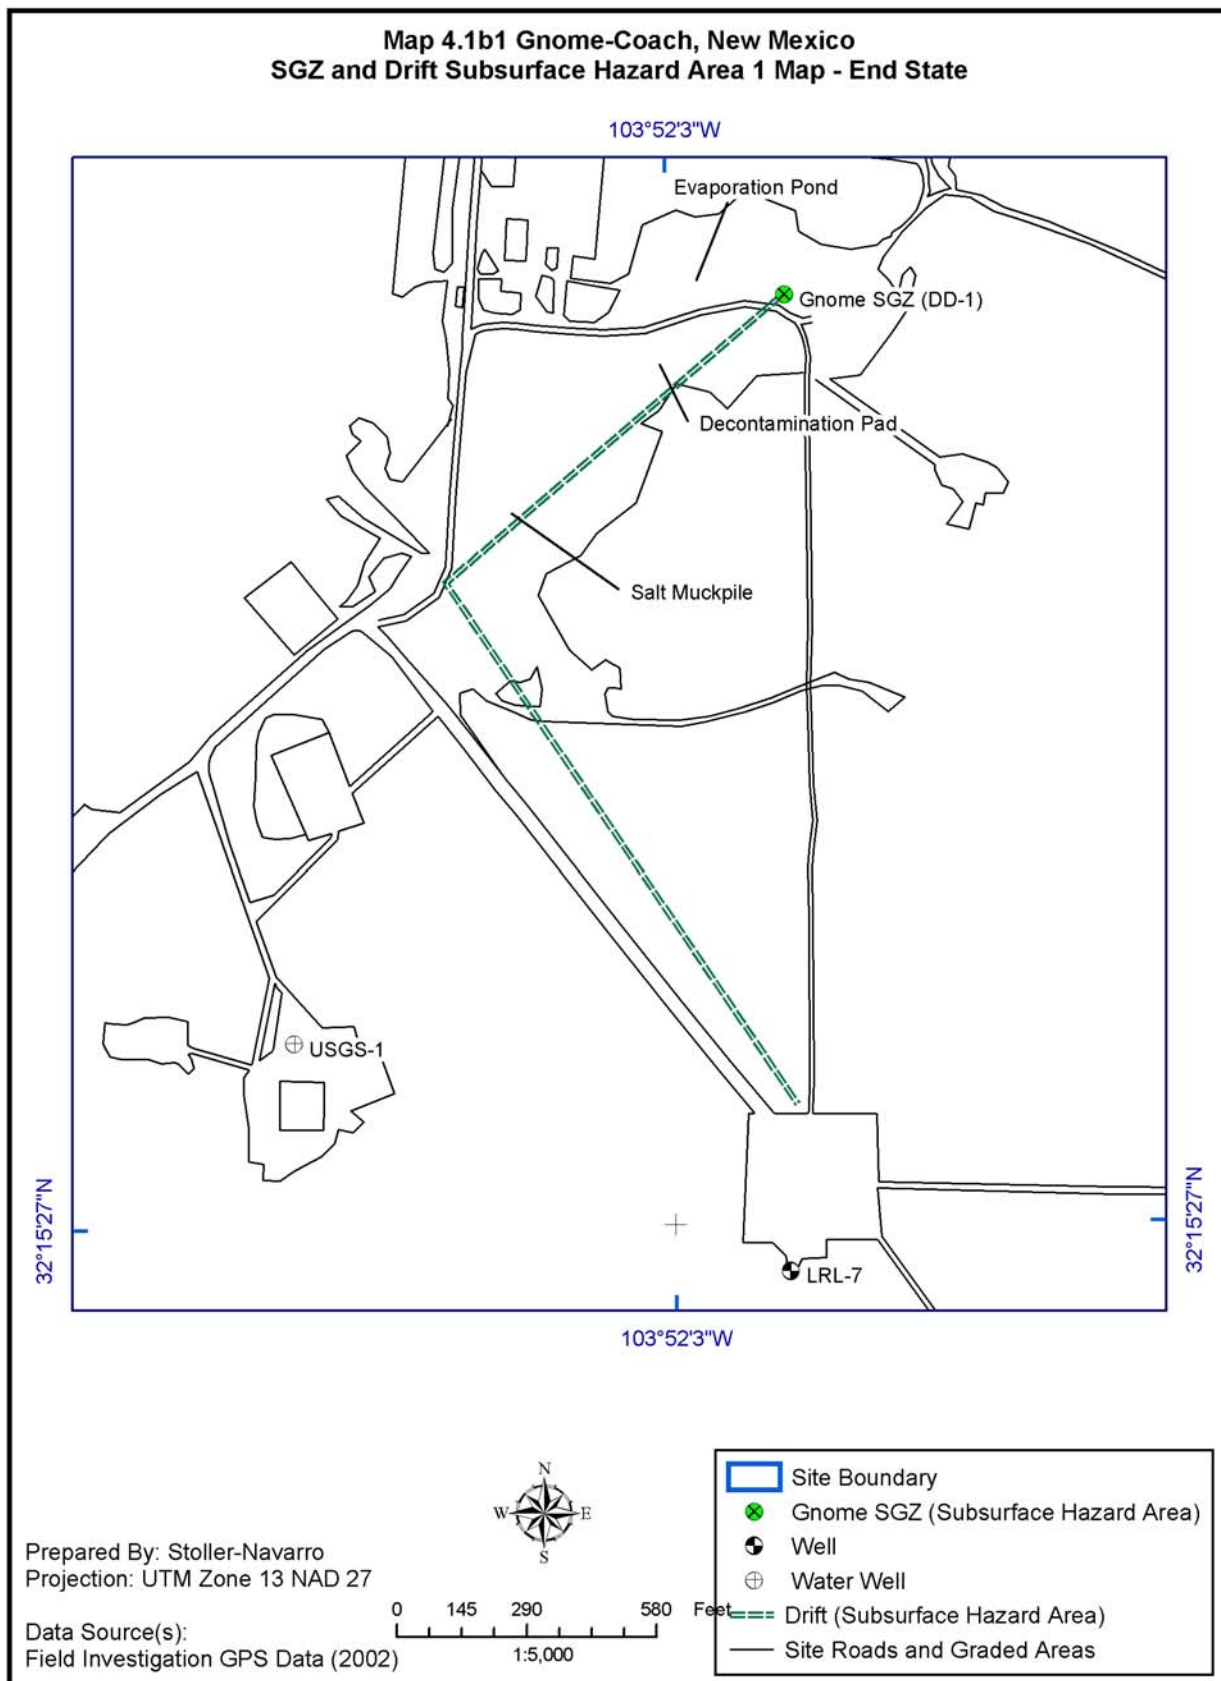 Map 4.1b1 Gnome-Coach, New Mexico
SGZ and Drift Subsurface Hazard Area 1 Map - End State
103°52'3"W
Evaporation Pond
Gnome SGZ (DD-1)
Decontamination Pad
Salt Muckpile
USGS-1
32°15'27"N
32°15'27"N
LRL-7
103°52'3"W
N
W E
S
Prepared By: Stoller-Navarro
Projection: UTM Zone 13 NAD 27
Data Source(s):
Field Investigation GPS Data (2002)
0 145 290 580 Feet
1:5,000
Site Boundary
Gnome SGZ (Subsurface Hazard Area)
Well
Water Well
Drift (Subsurface Hazard Area)
Site Roads and Graded Areas